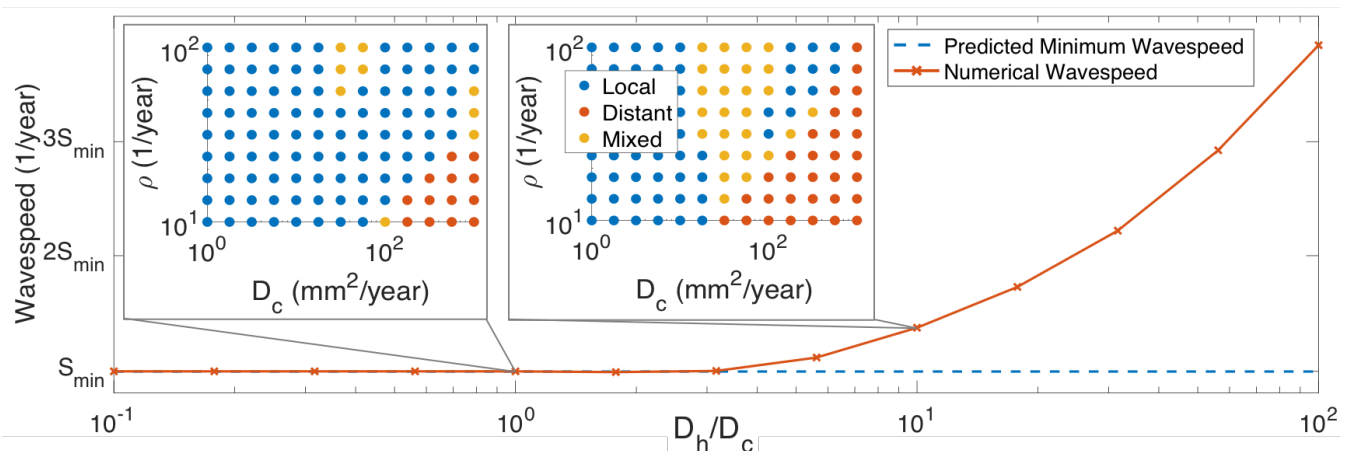 Wavespeed (1/year)
3S_min
2S_min
S_min
10^-1
10^0
10^1
10^2
D_h/D_c
10^2
10^1
ρ (1/year)
10^0
10^2
D_c (mm^2/year)
10^2
10^1
ρ (1/year)
Local
Distant
Mixed
10^0
10^2
D_c (mm^2/year)
Predicted Minimum Wavespeed
Numerical Wavespeed